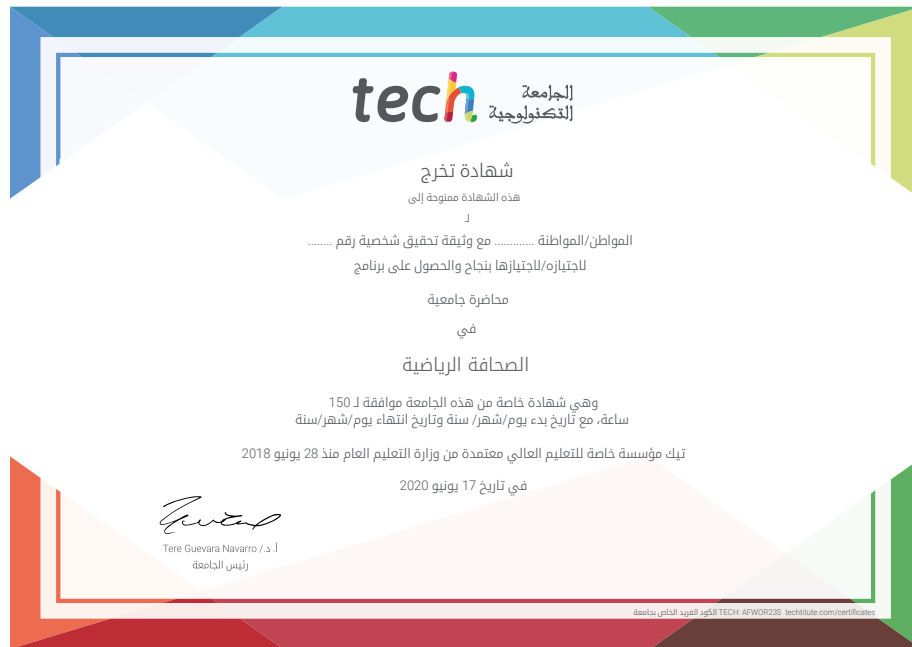 tech
الجامعة
التكنولوجية
شهادة تخرج
هذه الشهادة ممنوحة إلى
لـ
المواطن/المواطنة ............ مع وثيقة تحقيق شخصية رقم ........
لاجتيازه/لاجتيازها بنجاح والحصول على برنامج
محاضرة جامعية
في
الصحافة الرياضية
وهي شهادة خاصة من هذه الجامعة موافقة لـ 150
ساعة، مع تاريخ بدء يوم/شهر/ سنة وتاريخ انتهاء يوم/شهر/سنة
تيك مؤسسة خاصة للتعليم العالي معتمدة من وزارة التعليم العام منذ 28 يونيو 2018
في تاريخ 17 يونيو 2020
أ. د./ Tere Guevara Navarro
رئيس الجامعة
الكود الفريد الخاص بجامعة TECH: AFWOR23S techtitute.com/certificates